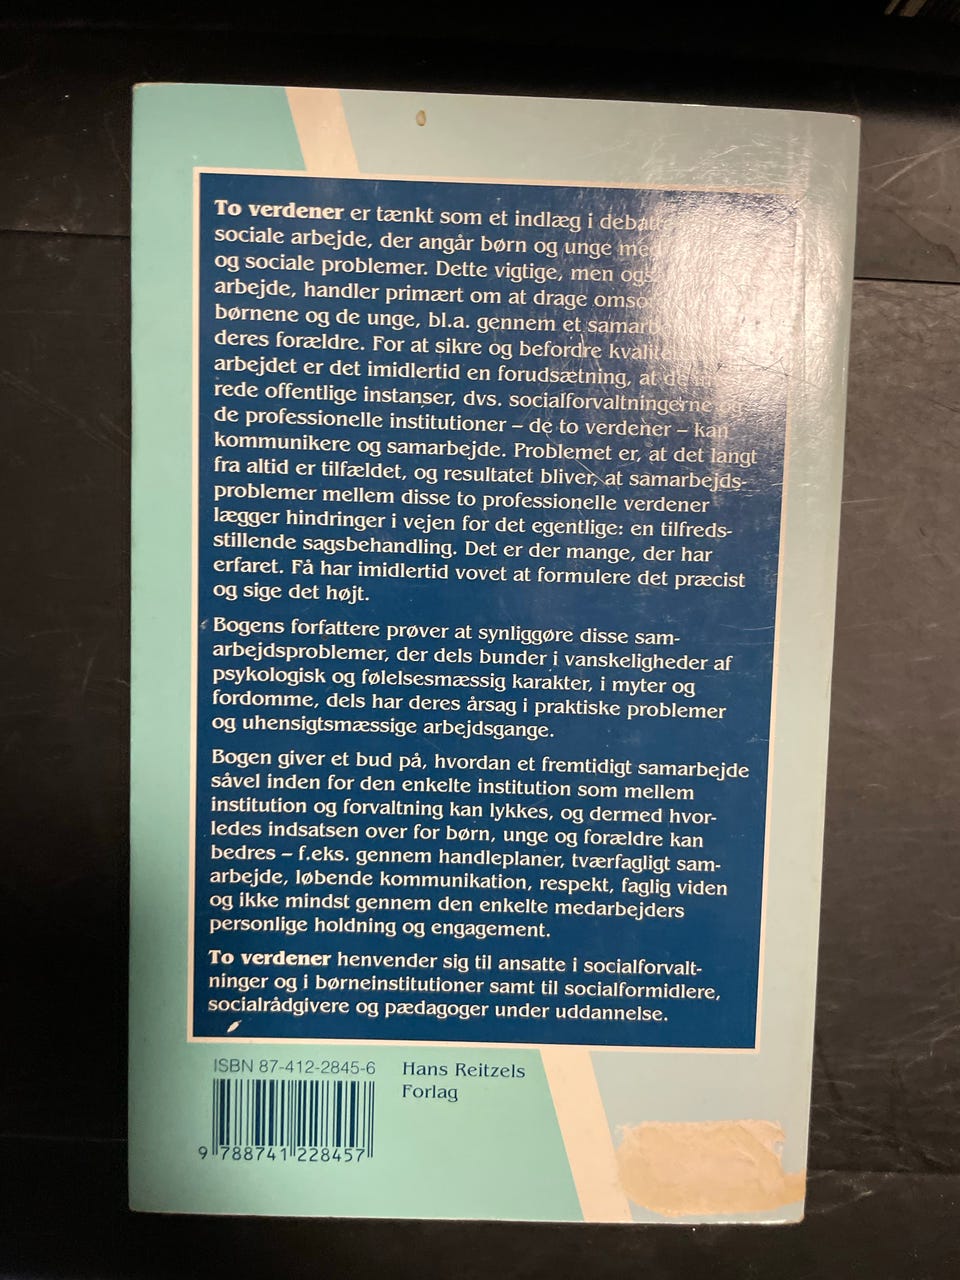 To verdener er tænkt som et indlæg i
sociale arbejde, der angår børn og unge med
og sociale problemer. Dette vigtige, men
arbejde, handler primært om at drage
børnene og de unge, bl.a. gennem et
deres forældre. For at sikre og befordre
arbejdet er det imidlertid en forudsætning, at
rede offentlige instanser, dvs. socialforvaltningerne og
de professionelle institutioner – de to verdener – kan
kommunikere og samarbejde. Problemet er, at det langt
fra altid er tilfældet, og resultatet bliver, at samarbejds-
problemer mellem disse to professionelle verdener
lægger hindringer i vejen for det egentlige: en tilfreds-
stillende sagsbehandling. Det er der mange, der har
erfaret. Få har imidlertid vovet at formulere det præcist
og sige det højt.
Bogens forfattere prøver at synliggøre disse sam-
arbejdsproblemer, der dels bunder i vanskeligheder af
psykologisk og følelsesmæssig karakter, i myter og
fordomme, dels har deres årsag i praktiske problemer
og uhensigtsmæssige arbejdsgange.
Bogen giver et bud på, hvordan et fremtidigt samarbejde
såvel inden for den enkelte institution som mellem
institution og forvaltning kan lykkes, og dermed hvor-
ledes indsatsen over for børn, unge og forældre kan
bedres – f.eks. gennem handleplaner, tværfagligt sam-
arbejde, løbende kommunikation, respekt, faglig viden
og ikke mindst gennem den enkelte medarbejders
personlige holdning og engagement.
To verdener henvender sig til ansatte i socialforvalt-
ninger og i børneinstitutioner samt til socialformidlere,
socialrådgivere og pædagoger under uddannelse.
ISBN 87-412-2845-6
Hans Reitzels
Forlag
9 788741 228457